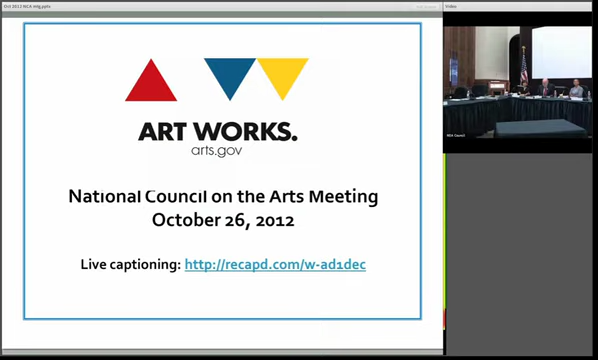 Oct 2012 NCA mtg.pptx
Video
ART WORKS.
arts.gov
National Council on the Arts Meeting
October 26, 2012
Live captioning: http://recapd.com/w-ad1dec
NEA Council